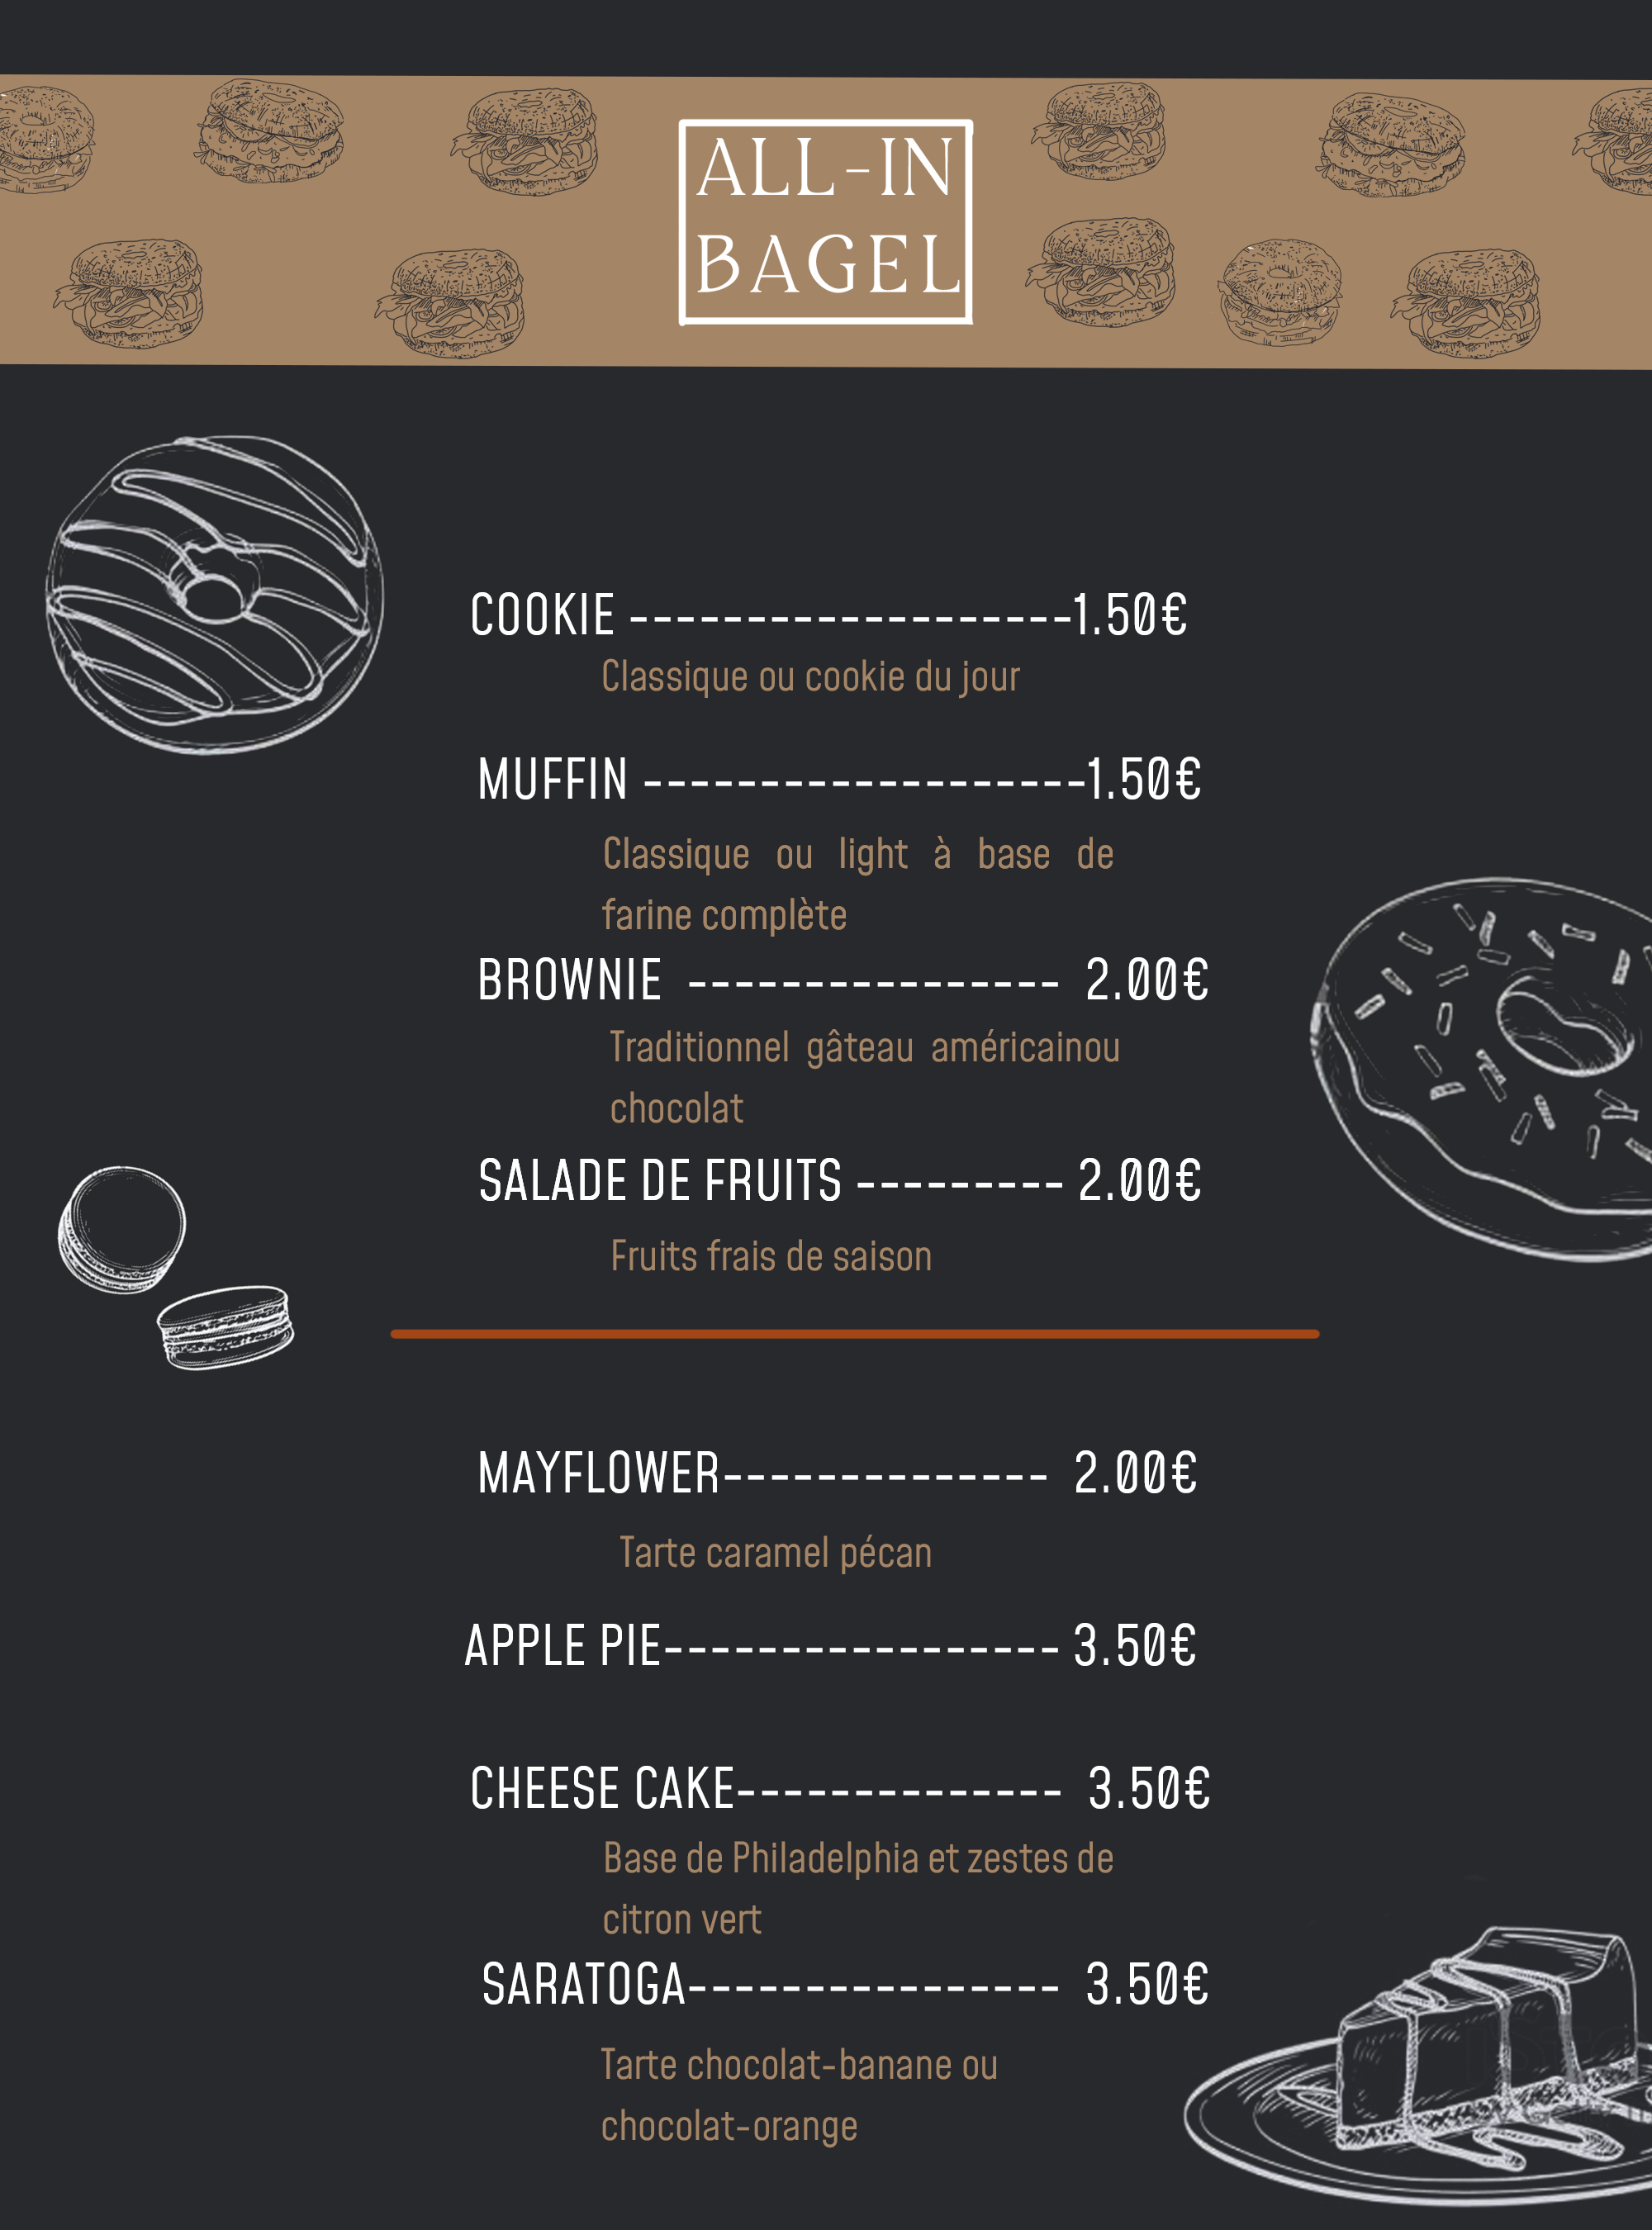 ALL-IN
BAGEL
COOKIE -------------------1.50€
Classique ou cookie du jour
MUFFIN -------------------1.50€
Classique ou light à base de
farine complète
BROWNIE ---------------- 2.00€
Traditionnel gâteau américainou
chocolat
SALADE DE FRUITS --------- 2.00€
Fruits frais de saison
MAYFLOWER-------------- 2.00€
Tarte caramel pécan
APPLE PIE----------------- 3.50€
CHEESE CAKE-------------- 3.50€
Base de Philadelphia et zestes de
citron vert
SARATOGA---------------- 3.50€
Tarte chocolat-banane ou
chocolat-orange